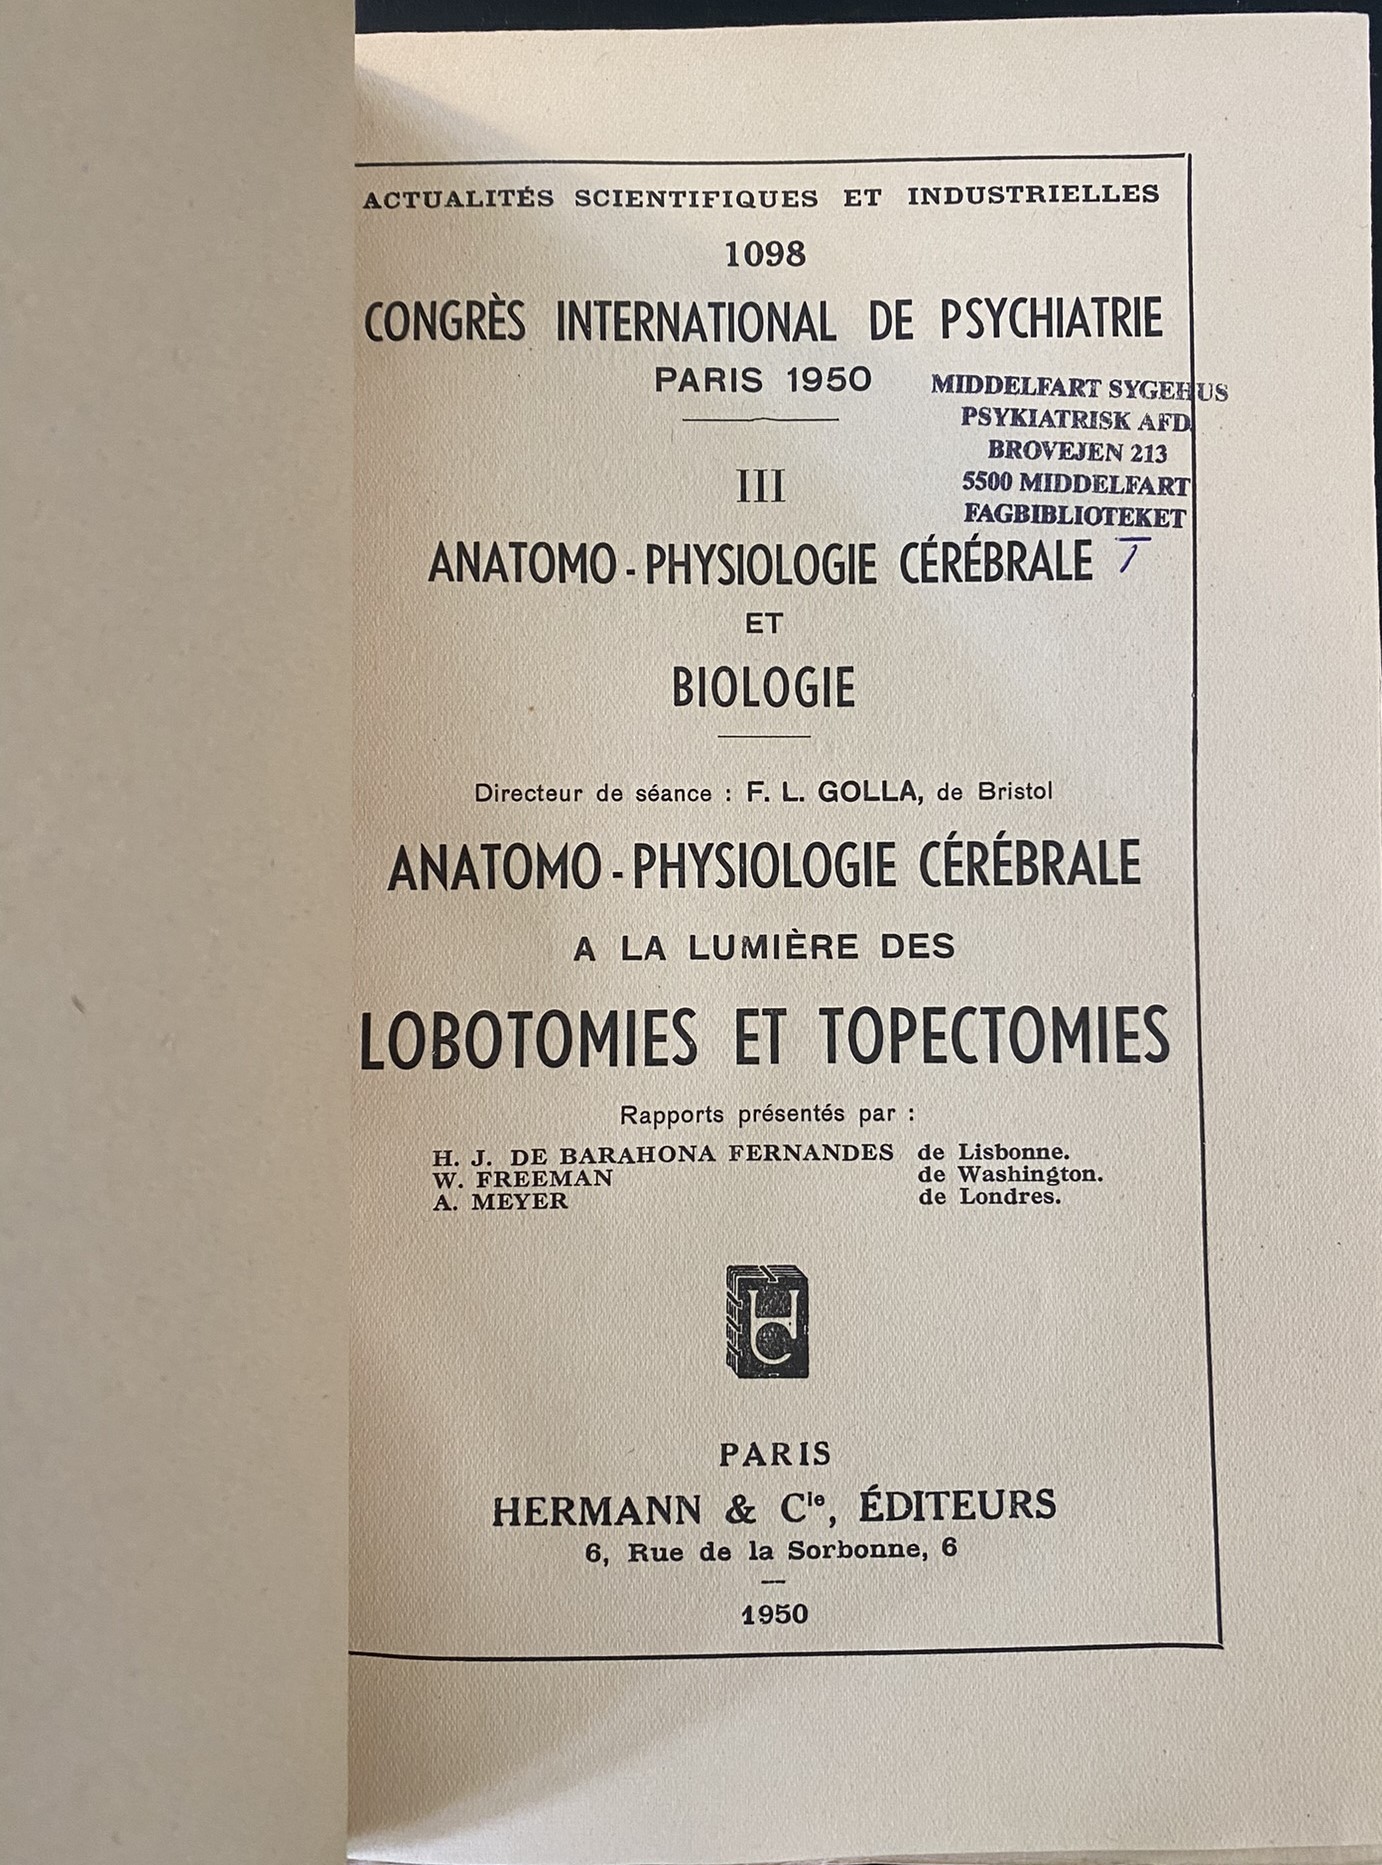 ACTUALITÉS SCIENTIFIQUES ET INDUSTRIELLES
1098
CONGRÈS INTERNATIONAL DE PSYCHIATRIE
PARIS 1950
MIDDELFART SYGEHUS
PSYKIATRISK AFD.
BROVEJEN 213
5500 MIDDELFART
FAGBIBLIOTEKET
III
ANATOMO - PHYSIOLOGIE CÉRÉBRALE
ET
BIOLOGIE
Directeur de séance : F. L. GOLLA, de Bristol
ANATOMO - PHYSIOLOGIE CÉRÉBRALE
A LA LUMIÈRE DES
LOBOTOMIES ET TOPECTOMIES
Rapports présentés par :
H. J. DE BARAHONA FERNANDES de Lisbonne.
W. FREEMAN de Washington.
A. MEYER de Londres.
HC
PARIS
HERMANN & Cie, ÉDITEURS
6, Rue de la Sorbonne, 6
1950